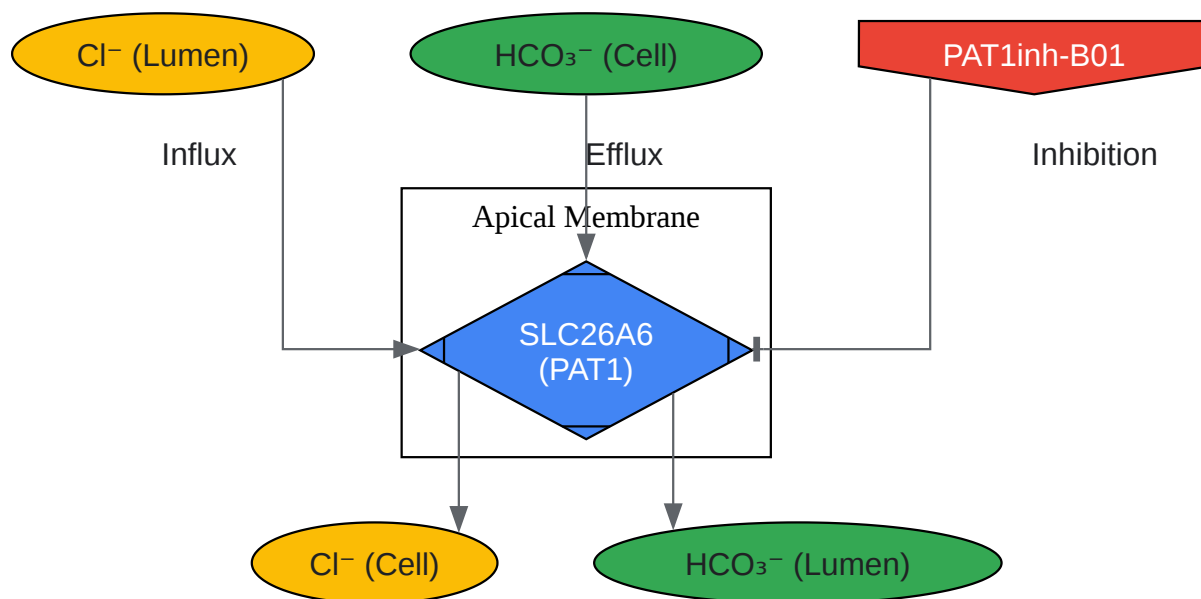 Cl⁻ (Lumen)
HCO₃⁻ (Cell)
PAT1inh-B01
Influx
Efflux
Inhibition
Apical Membrane
SLC26A6
(PAT1)
Cl⁻ (Cell)
HCO₃⁻ (Lumen)